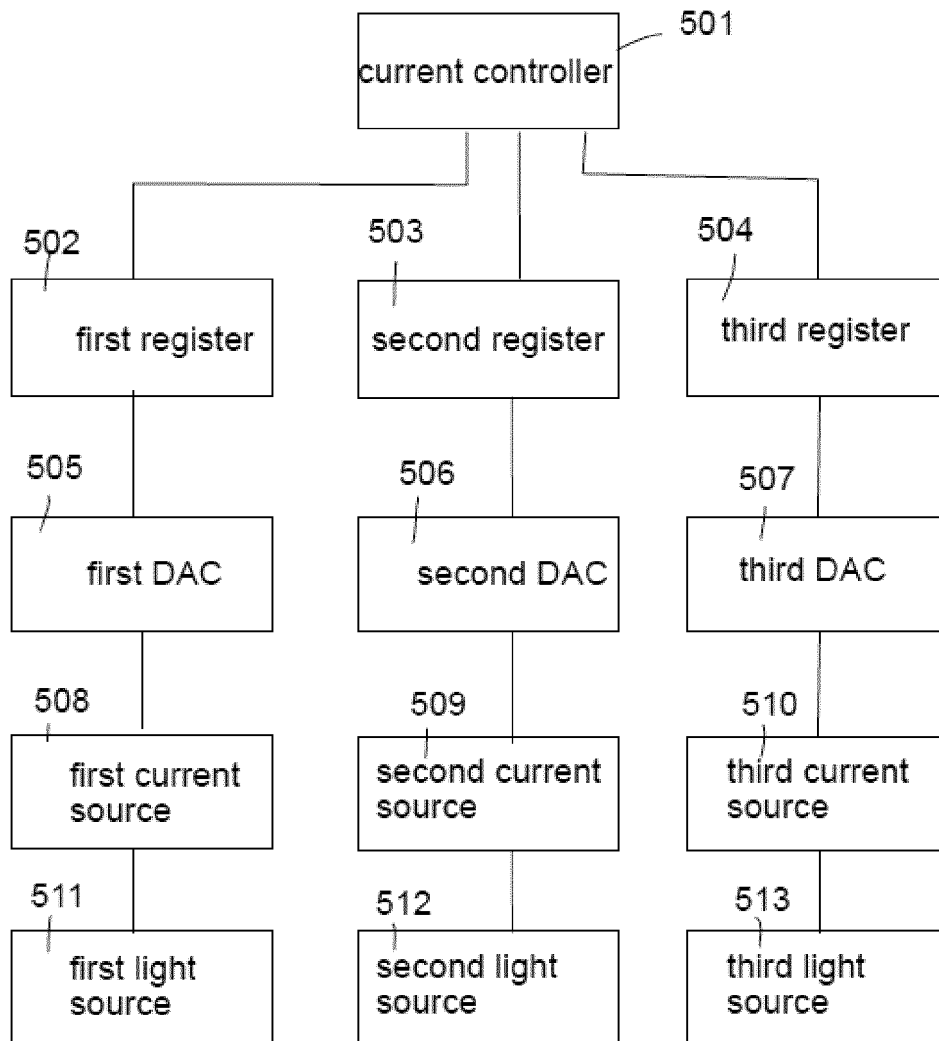 501
current controller
502
503
504
first register
second register
third register
505
506
507
first DAC
second DAC
third DAC
508
509
510
first current
source
second current
source
third current
source
511
512
513
first light
source
second light
source
third light
source